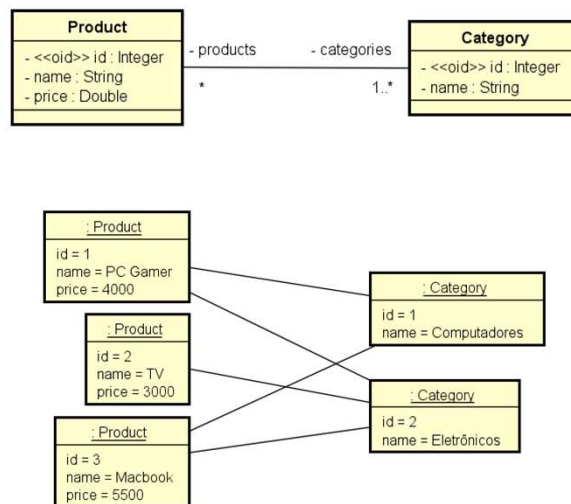 Product
- <<oid>> id : Integer
- name : String
- price : Double
- products
- categories
*
1..*
Category
- <<oid>> id : Integer
- name : String
: Product
id = 1
name = PC Gamer
price = 4000
: Product
id = 2
name = TV
price = 3000
: Product
id = 3
name = Macbook
price = 5500
: Category
id = 1
name = Computadores
: Category
id = 2
name = Eletrônicos